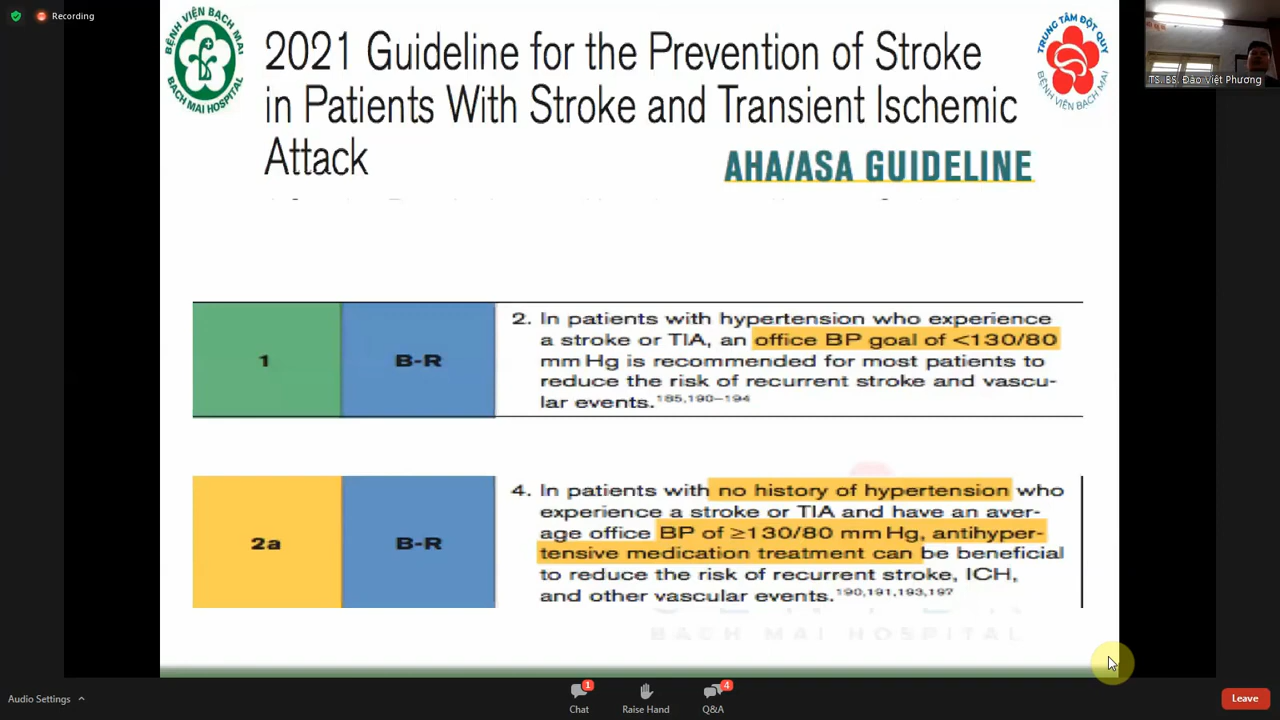 Recording
BỆNH VIỆN BẠCH MAI
BACH MAI HOSPITAL
2021 Guideline for the Prevention of Stroke
in Patients With Stroke and Transient Ischemic
Attack
AHA/ASA GUIDELINE
TRUNG TÂM ĐỘT QUỴ
BỆNH VIỆN BẠCH MAI
TS. BS. Đào Việt Phương
1
B-R
2. In patients with hypertension who experience
a stroke or TIA, an office BP goal of <130/80
mm Hg is recommended for most patients to
reduce the risk of recurrent stroke and vascu-
lar events.185,190–194
2a
B-R
4. In patients with no history of hypertension who
experience a stroke or TIA and have an aver-
age office BP of ≥130/80 mm Hg, antihyper-
tensive medication treatment can be beneficial
to reduce the risk of recurrent stroke, ICH,
and other vascular events.190,191,193,197
BACH MAI HOSPITAL
Audio Settings
1
Chat
Raise Hand
4
Q&A
Leave